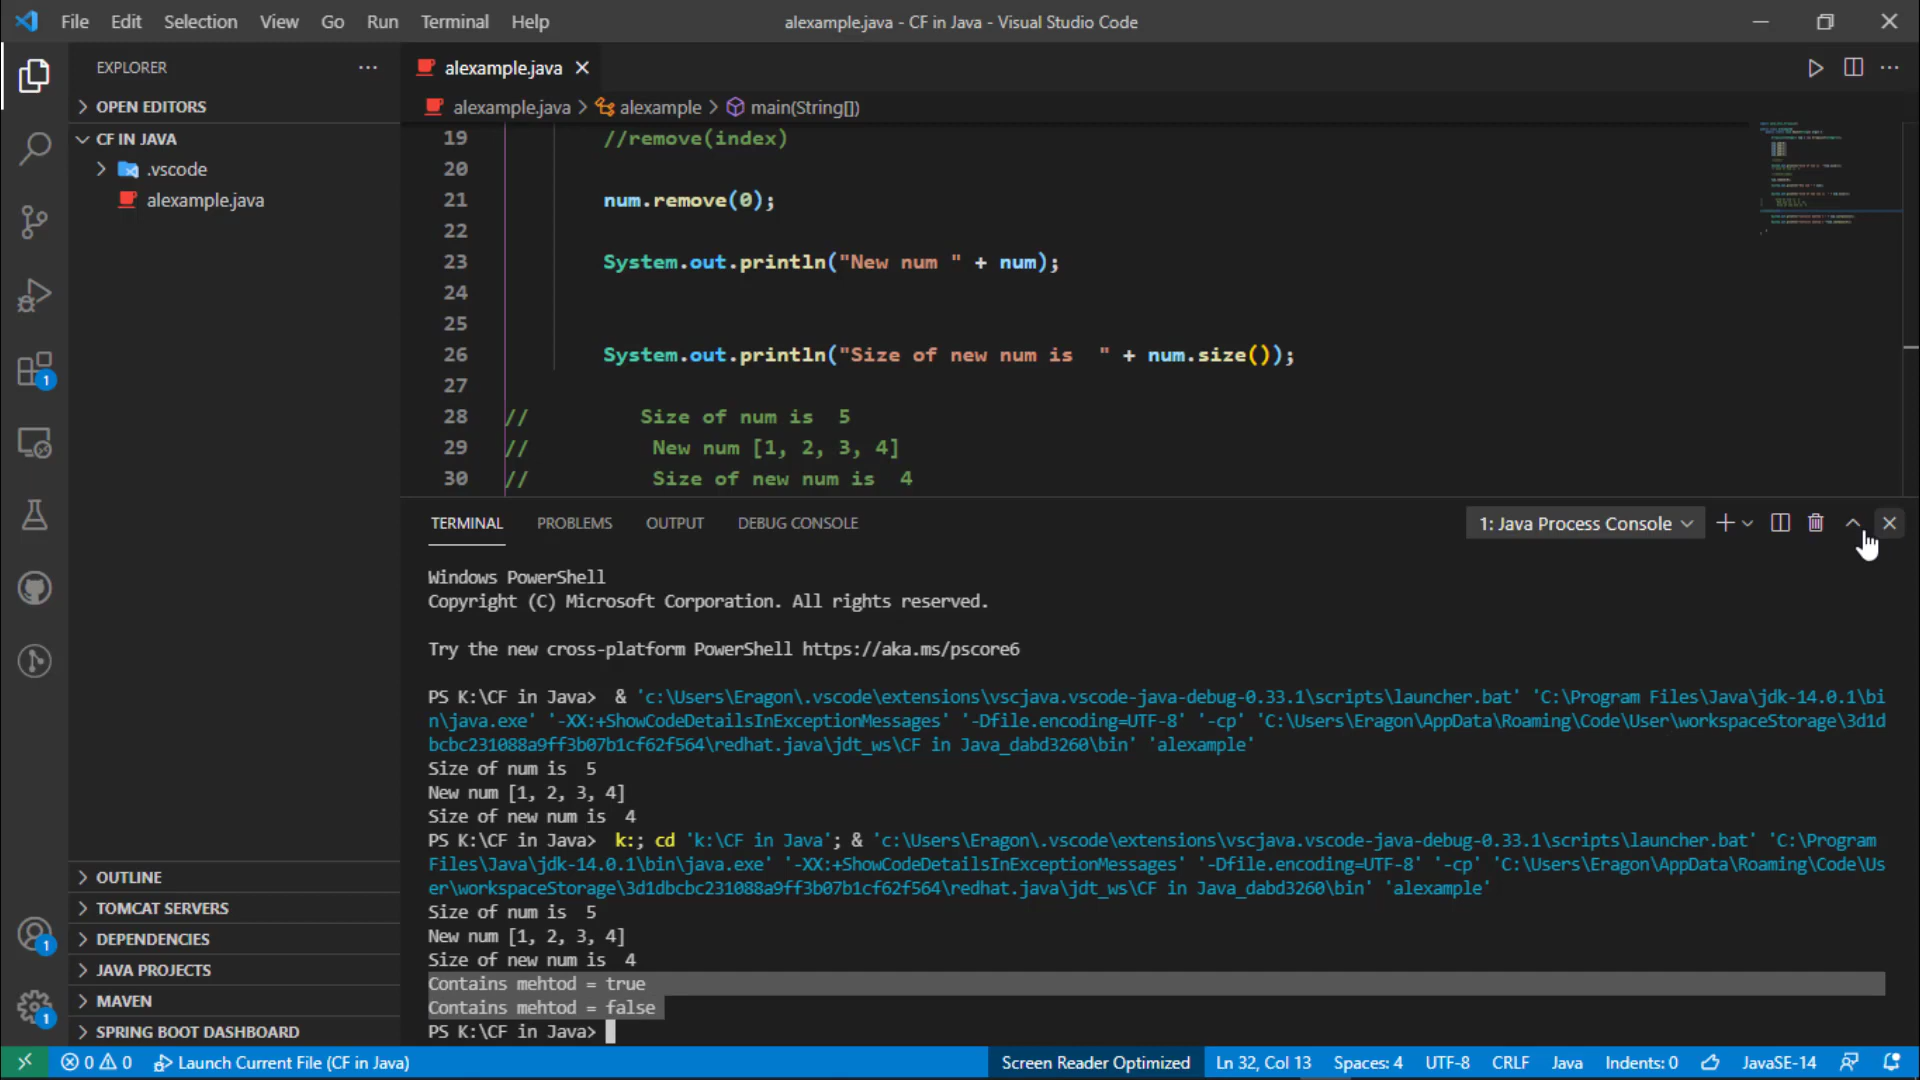 File Edit Selection View Go Run Terminal Help
alexample.java - CF in Java - Visual Studio Code
EXPLORER
OPEN EDITORS
CF IN JAVA
.vscode
alexample.java
OUTLINE
TOMCAT SERVERS
DEPENDENCIES
JAVA PROJECTS
MAVEN
SPRING BOOT DASHBOARD
1
1
1
alexample.java
alexample.java > alexample > main(String[])
19 //remove(index)
20
21 num.remove(0);
22
23 System.out.println("New num " + num);
24
25
26 System.out.println("Size of new num is  " + num.size());
27
28 // Size of num is  5
29 // New num [1, 2, 3, 4]
30 // Size of new num is  4
TERMINAL PROBLEMS OUTPUT DEBUG CONSOLE
1: Java Process Console
Windows PowerShell
Copyright (C) Microsoft Corporation. All rights reserved.
Try the new cross-platform PowerShell https://aka.ms/pscore6
PS K:\CF in Java>  & 'c:\Users\Eragon\.vscode\extensions\vscjava.vscode-java-debug-0.33.1\scripts\launcher.bat' 'C:\Program Files\Java\jdk-14.0.1\bi
n\java.exe' '-XX:+ShowCodeDetailsInExceptionMessages' '-Dfile.encoding=UTF-8' '-cp' 'C:\Users\Eragon\AppData\Roaming\Code\User\workspaceStorage\3d1d
bcbc231088a9ff3b07b1cf62f564\redhat.java\jdt_ws\CF in Java_dabd3260\bin' 'alexample'
Size of num is  5
New num [1, 2, 3, 4]
Size of new num is  4
PS K:\CF in Java>  k:; cd 'k:\CF in Java'; & 'c:\Users\Eragon\.vscode\extensions\vscjava.vscode-java-debug-0.33.1\scripts\launcher.bat' 'C:\Program
Files\Java\jdk-14.0.1\bin\java.exe' '-XX:+ShowCodeDetailsInExceptionMessages' '-Dfile.encoding=UTF-8' '-cp' 'C:\Users\Eragon\AppData\Roaming\Code\Us
er\workspaceStorage\3d1dbcbc231088a9ff3b07b1cf62f564\redhat.java\jdt_ws\CF in Java_dabd3260\bin' 'alexample'
Size of num is  5
New num [1, 2, 3, 4]
Size of new num is  4
Contains mehtod = true
Contains mehtod = false
PS K:\CF in Java>
0 0 Launch Current File (CF in Java) Screen Reader Optimized Ln 32, Col 13 Spaces: 4 UTF-8 CRLF Java Indents: 0 JavaSE-14